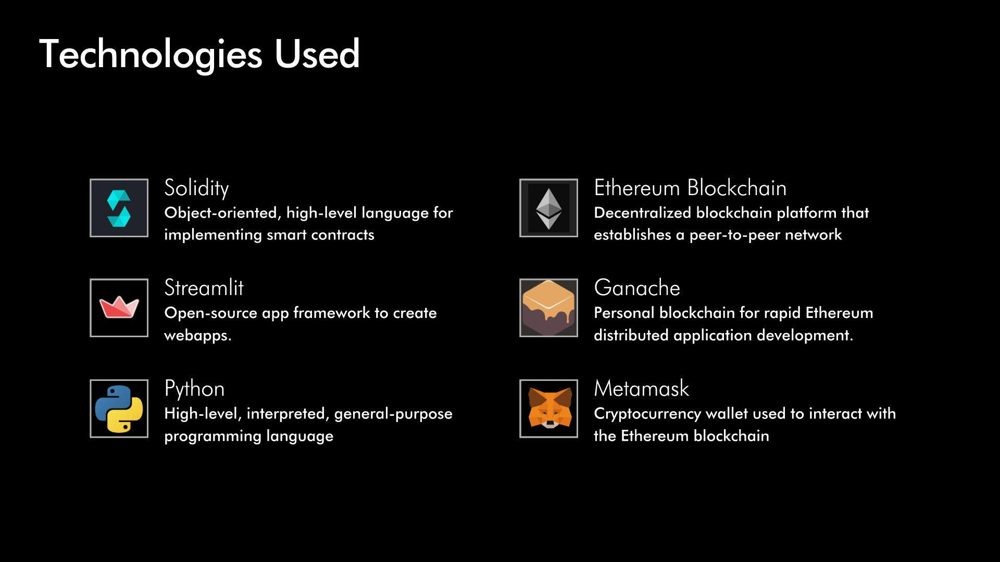 Technologies Used
Solidity
Object-oriented, high-level language for
implementing smart contracts
Streamlit
Open-source app framework to create
webapps.
Python
High-level, interpreted, general-purpose
programming language
Ethereum Blockchain
Decentralized blockchain platform that
establishes a peer-to-peer network
Ganache
Personal blockchain for rapid Ethereum
distributed application development.
Metamask
Cryptocurrency wallet used to interact with
the Ethereum blockchain